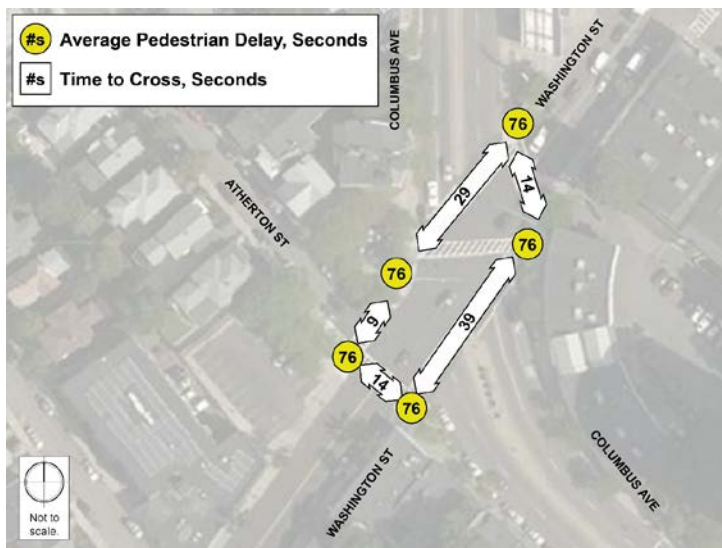 #s Average Pedestrian Delay, Seconds
#s Time to Cross, Seconds
COLUMBUS AVE
WASHINGTON ST
76
14
29
ATHERTON ST
76
76
39
9
76
14
76
WASHINGTON ST
COLUMBUS AVE
Not to
scale.